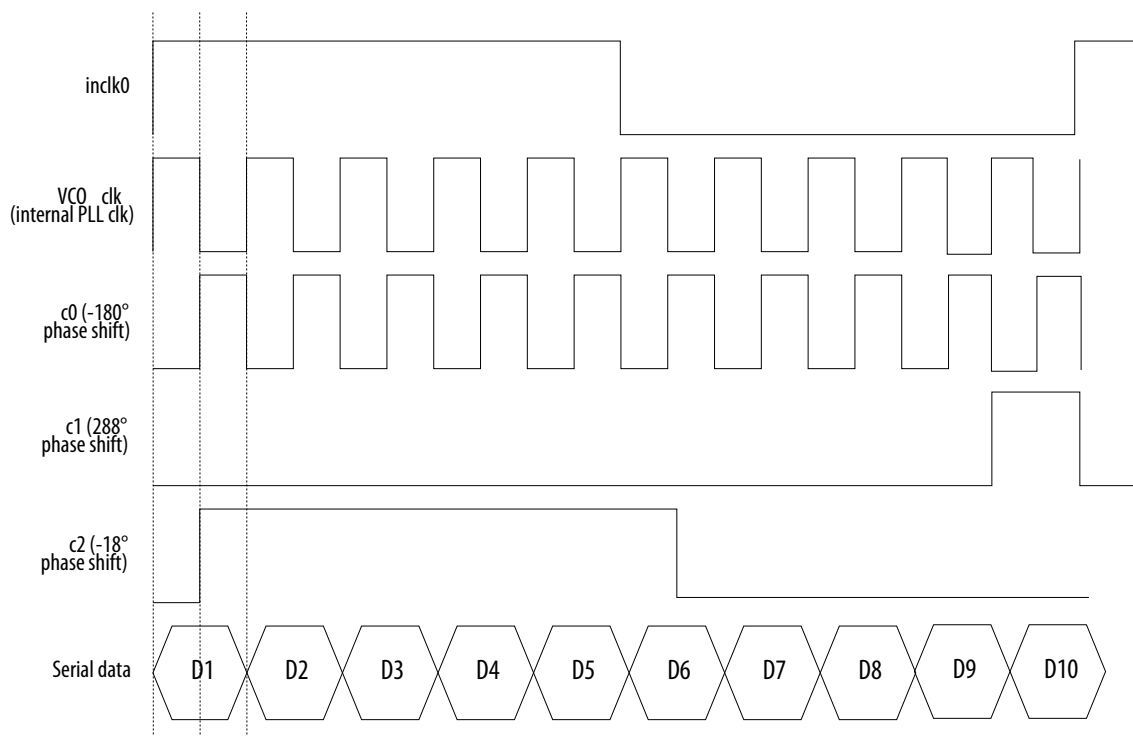 inclk0
VCO clk
(internal PLL clk)
c0 (-180°
phase shift)
c1 (288°
phase shift)
c2 (-18°
phase shift)
Serial data D1 D2 D3 D4 D5 D6 D7 D8 D9 D10